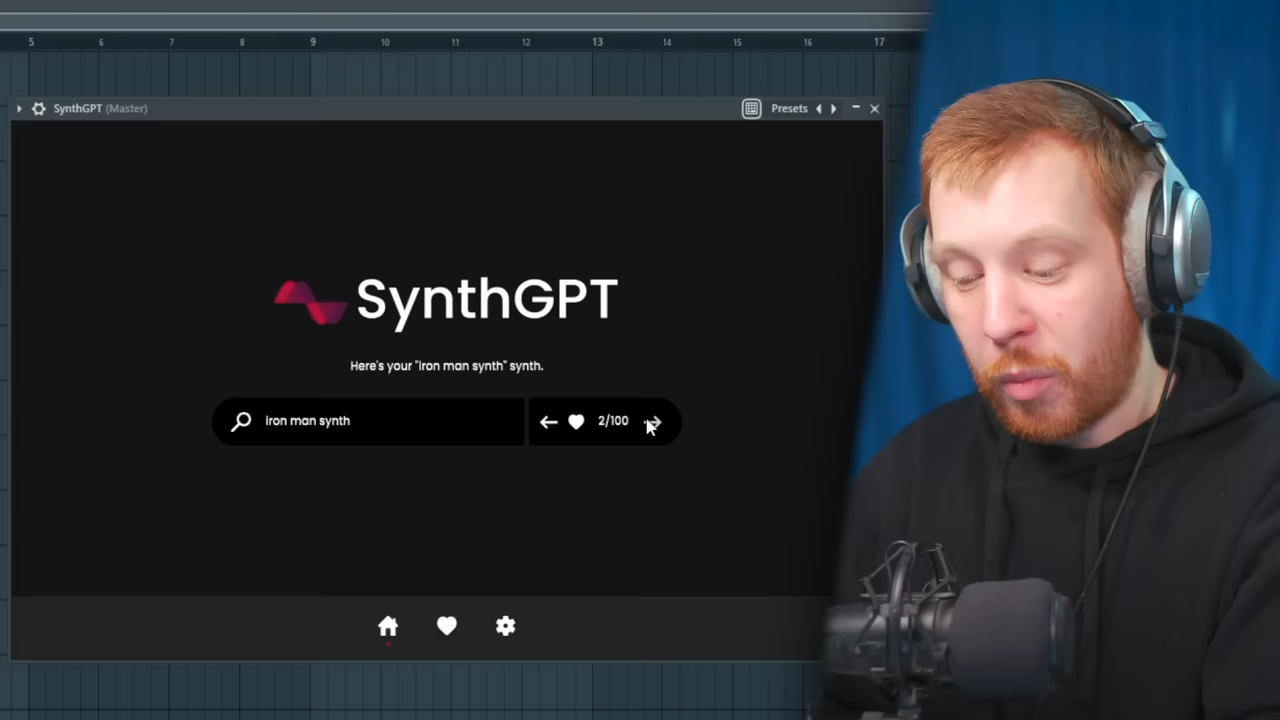 5 6 7 8 9 10 11 12 13 14 15 16 17
SynthGPT (Master) Presets
SynthGPT
Here's your "iron man synth" synth.
iron man synth 2/100